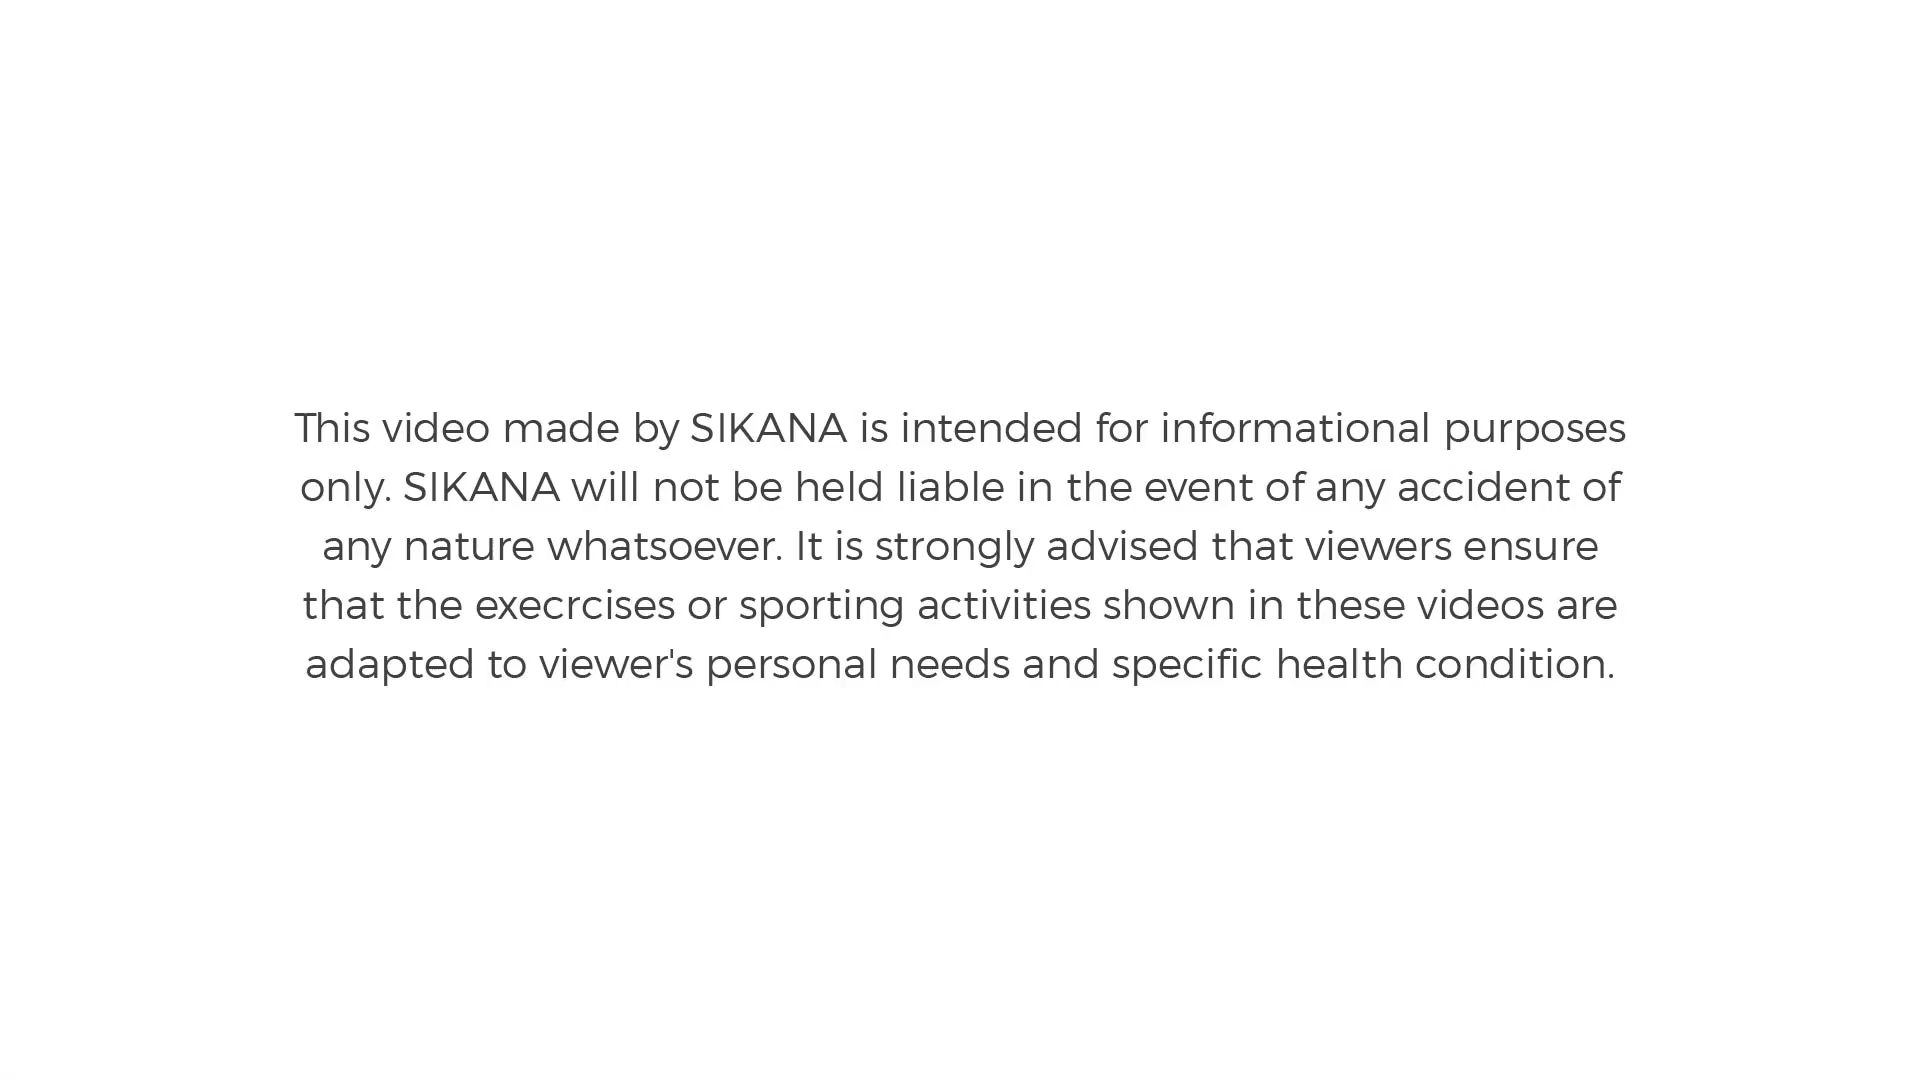 This video made by SIKANA is intended for informational purposes
only. SIKANA will not be held liable in the event of any accident of
any nature whatsoever. It is strongly advised that viewers ensure
that the execrcises or sporting activities shown in these videos are
adapted to viewer's personal needs and specific health condition.